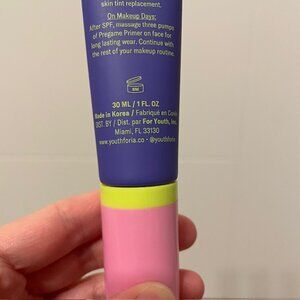 skin tint replacement.
On Makeup Days:
After SPF, massage three pumps
of Pregame Primer on face for
long lasting wear. Continue with
the rest of your makeup routine.
30 ML / 1 FL. OZ
Made in Korea / Fabriqué en Corée
DIST. BY / Dist. par For Youth, Inc.
Miami, FL 33130
www.youthforia.com @youthforia